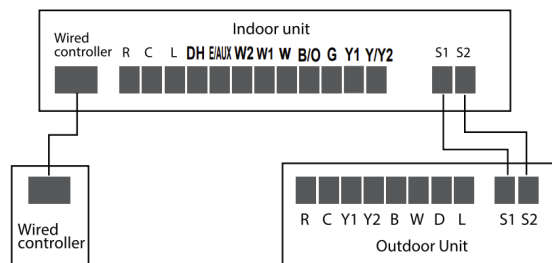 Indoor unit
Wired
controller
R C L DH E/AUX W2 W1 W B/O G Y1 Y/Y2 S1 S2
Wired
controller
R C Y1 Y2 B W D L S1 S2
Outdoor Unit